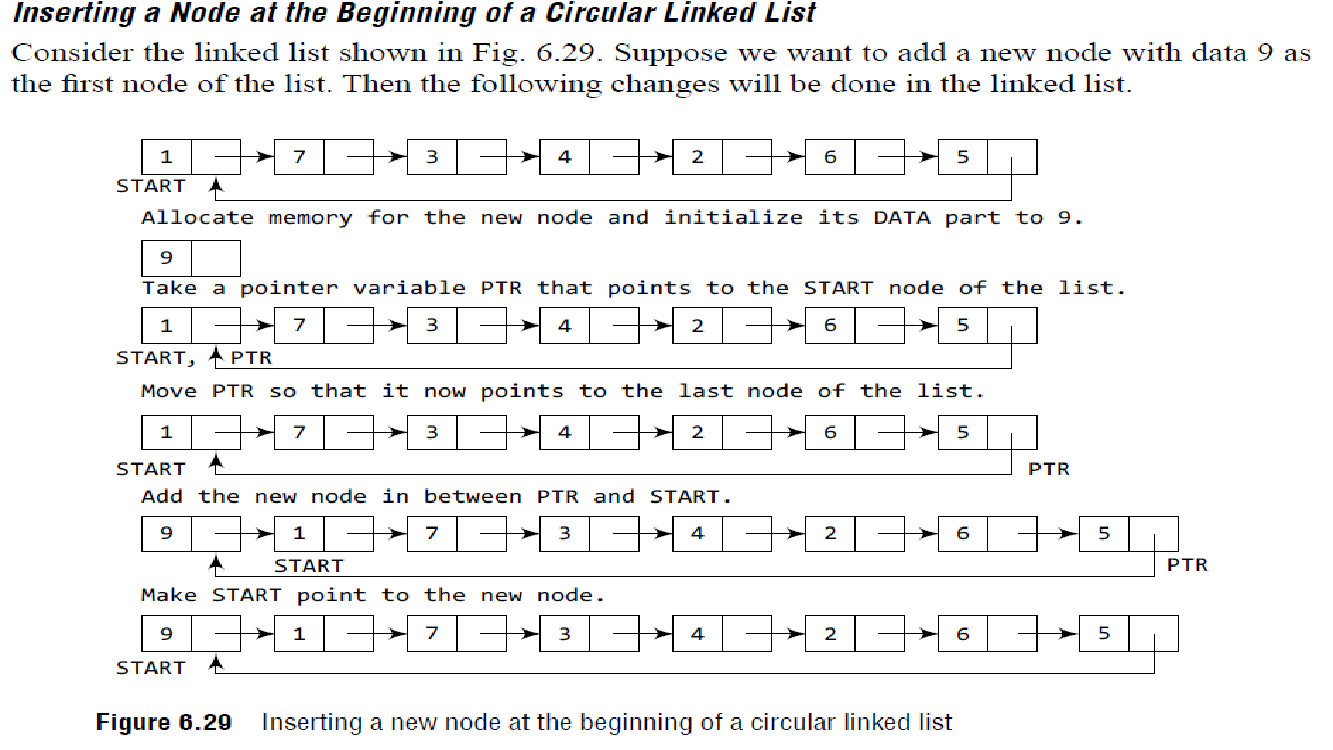 Inserting a Node at the Beginning of a Circular Linked List
Consider the linked list shown in Fig. 6.29. Suppose we want to add a new node with data 9 as
the first node of the list. Then the following changes will be done in the linked list.
1 7 3 4 2 6 5
START
Allocate memory for the new node and initialize its DATA part to 9.
9
Take a pointer variable PTR that points to the START node of the list.
1 7 3 4 2 6 5
START, PTR
Move PTR so that it now points to the last node of the list.
1 7 3 4 2 6 5
START PTR
Add the new node in between PTR and START.
9 1 7 3 4 2 6 5
START PTR
Make START point to the new node.
9 1 7 3 4 2 6 5
START
Figure 6.29 Inserting a new node at the beginning of a circular linked list